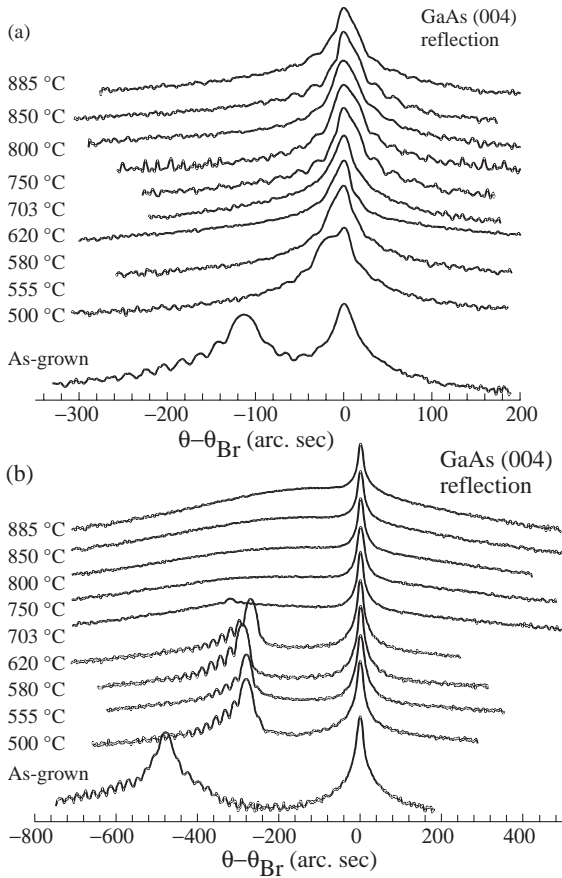 (a)
GaAs (004)
reflection
885 °C
850 °C
800 °C
750 °C
703 °C
620 °C
580 °C
555 °C
500 °C
As-grown
−300 −200 −100 0 100 200
θ−θBr (arc. sec)
(b)
GaAs (004)
reflection
885 °C
850 °C
800 °C
750 °C
703 °C
620 °C
580 °C
555 °C
500 °C
As-grown
−800 −600 −400 −200 0 200 400
θ−θBr (arc. sec)